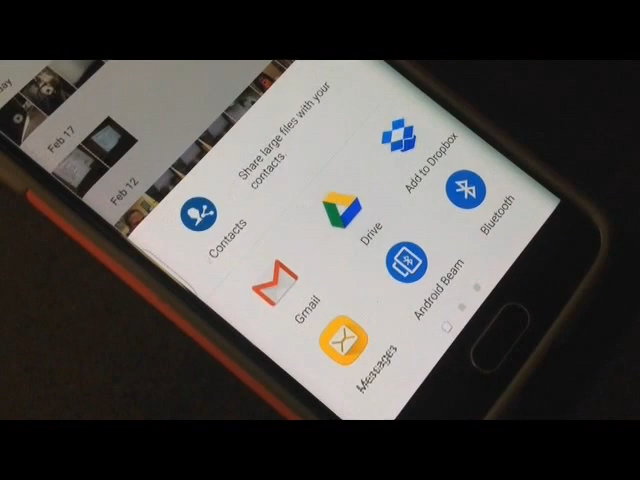 ay
Feb 17
Feb 12
Share large files with your
contacts.
Contacts
Add to Dropbox
Drive
Gmail
Bluetooth
Android Beam
Messages